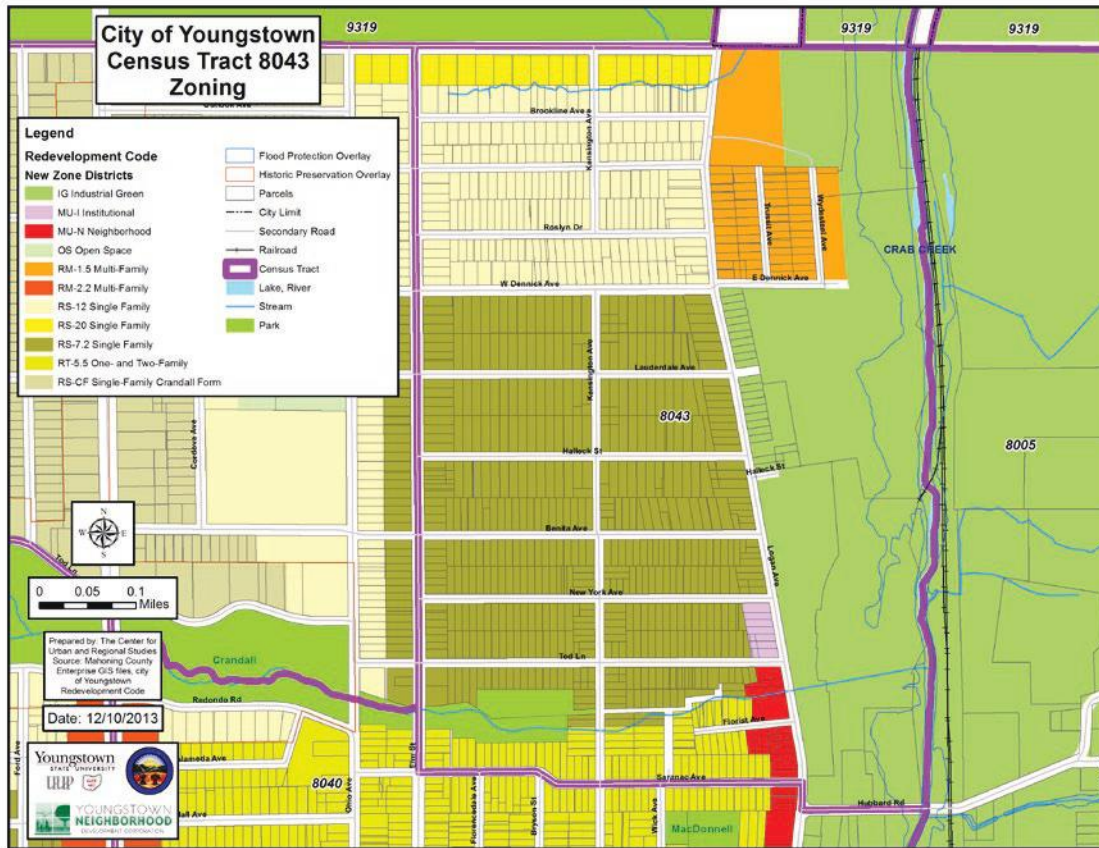 9319
9319
9319
City of Youngstown
Census Tract 8043
Zoning
Brookline Ave
Kensington Ave
Legend
Redevelopment Code
New Zone Districts
IG Industrial Green
MU-I Institutional
MU-N Neighborhood
OS Open Space
RM-1.5 Multi-Family
RM-2.2 Multi-Family
RS-12 Single Family
RS-20 Single Family
RS-7.2 Single Family
RT-5.5 One- and Two-Family
RS-CF Single-Family Crandall Form
Flood Protection Overlay
Historic Preservation Overlay
Parcels
City Limit
Secondary Road
Railroad
Census Tract
Lake, River
Stream
Park
Roslyn Dr
Trussit Ave
CRAB CREEK
W Dennick Ave
E Dennick Ave
Kensington Ave
Lauderdale Ave
8043
8005
Cordova Ave
Halleck St
Halleck St
Benita Ave
Logan Ave
N
W E
S
Tod Ln
0 0.05 0.1
Miles
New York Ave
Tod Ln
Prepared by: The Center for
Urban and Regional Studies
Source: Mahoning County
Enterprise GIS files, city
of Youngstown
Redevelopment Code
Crandall
Redondo Rd
Date: 12/10/2013
Florist Ave
Elm St
Ford Ave
Youngstown
STATE UNIVERSITY
YOUNGSTOWN
NEIGHBORHOOD
DEVELOPMENT CORPORATION
8040
Ohio Ave
Saranac Ave
Hubbard Rd
Florencedale Ave
Bryson St
Wick Ave
MacDonnell